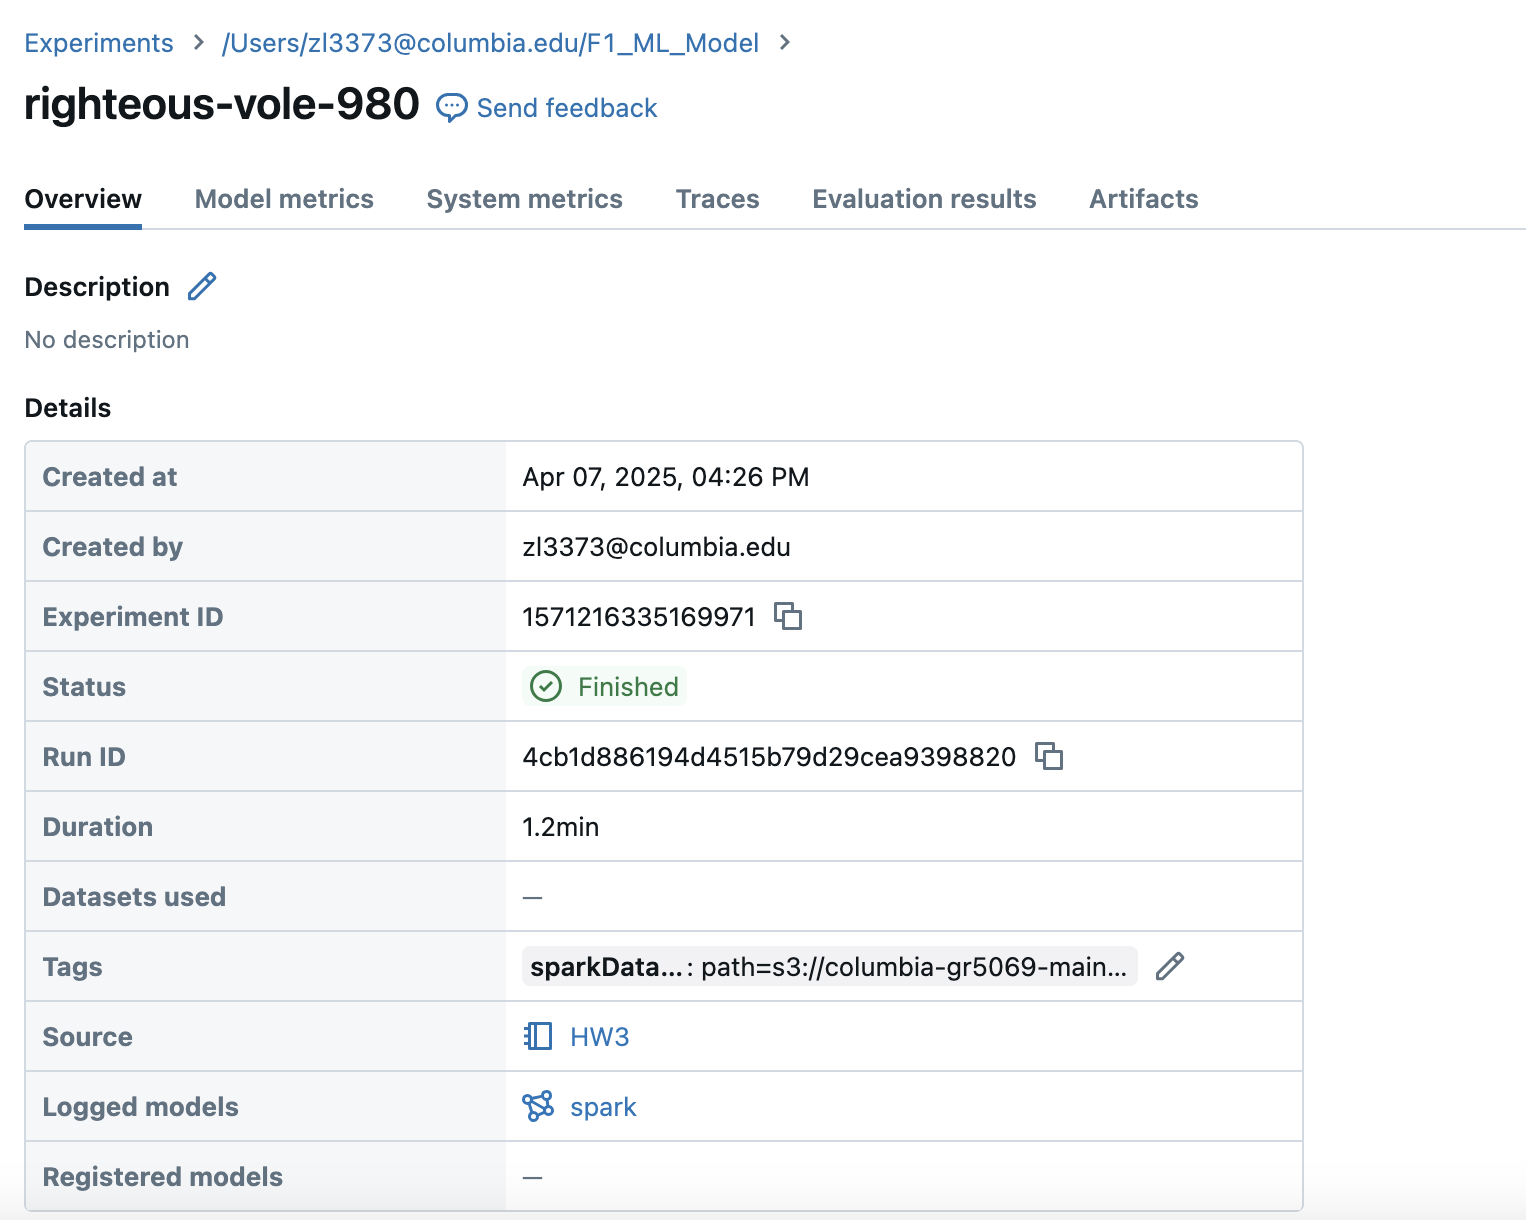 Experiments > /Users/zl3373@columbia.edu/F1_ML_Model >
righteous-vole-980 Send feedback
Overview Model metrics System metrics Traces Evaluation results Artifacts
Description
No description
Details
Created at Apr 07, 2025, 04:26 PM
Created by zl3373@columbia.edu
Experiment ID 1571216335169971
Status Finished
Run ID 4cb1d886194d4515b79d29cea9398820
Duration 1.2min
Datasets used —
Tags sparkData...: path=s3://columbia-gr5069-main...
Source HW3
Logged models spark
Registered models —